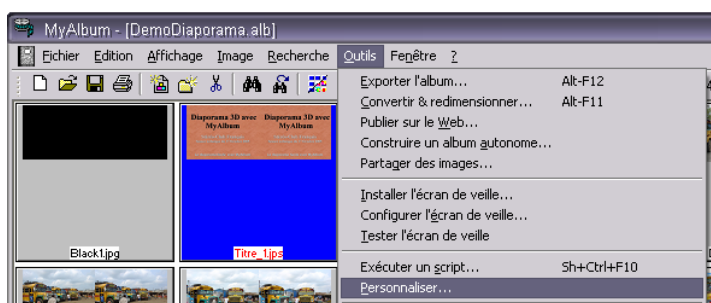 MyAlbum - [DemoDiaporama.alb]
Fichier Edition Affichage Image Recherche Outils Fenêtre ?
Exporter l'album... Alt-F12
Convertir & redimensionner... Alt-F11
Publier sur le Web...
Construire un album autonome...
Partager des images...
Installer l'écran de veille...
Configurer l'écran de veille...
Tester l'écran de veille
Exécuter un script... Sh+Ctrl+F10
Personnaliser...
Diaporama 3D avec MyAlbum
Diaporama 3D avec MyAlbum
Black1.jpg
Titre_1.jps